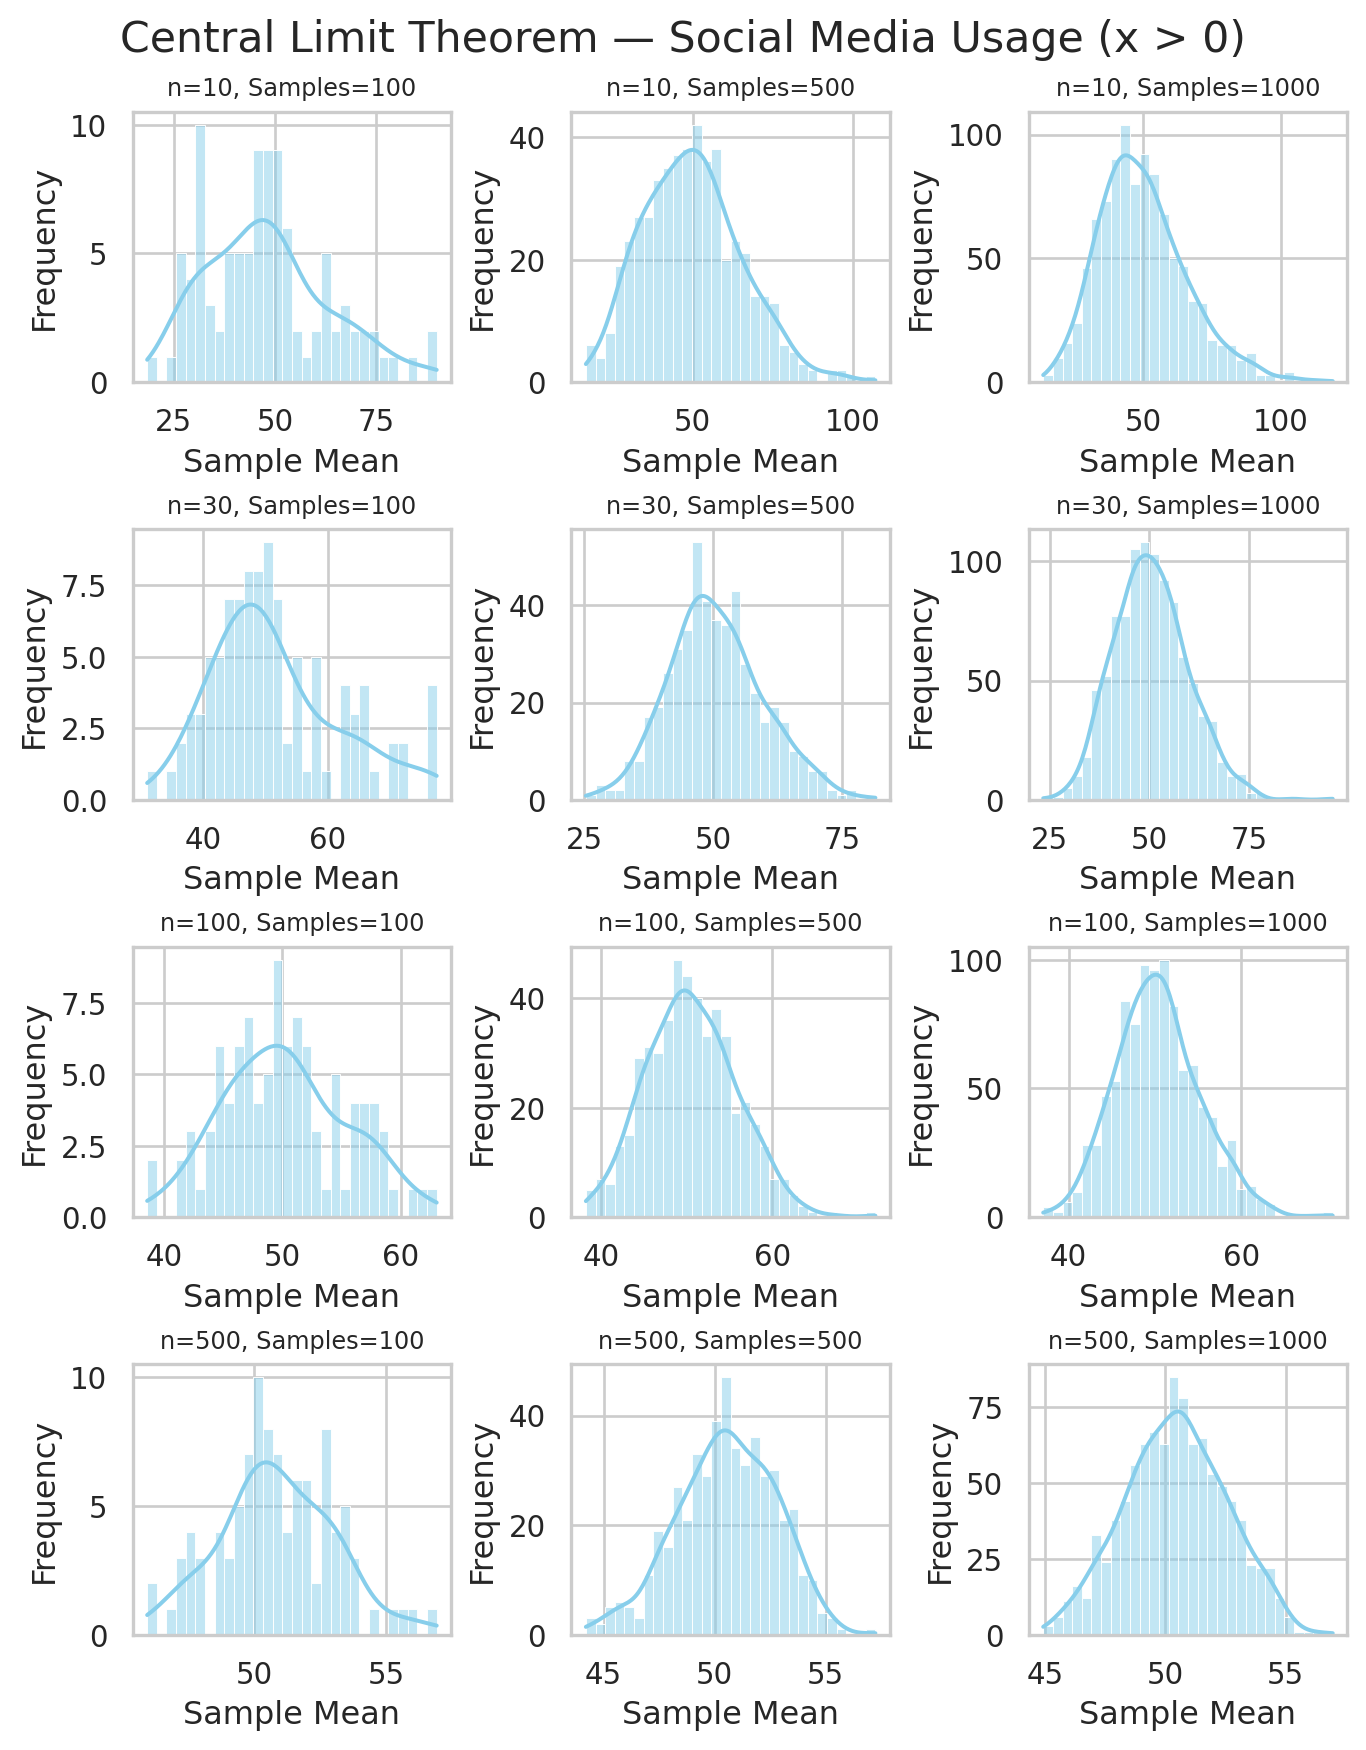 Central Limit Theorem — Social Media Usage (x > 0)
n=10, Samples=100
n=10, Samples=500
n=10, Samples=1000
10
5
0
Frequency
25 50 75
Sample Mean
40
20
0
Frequency
50 100
Sample Mean
100
50
0
Frequency
50 100
Sample Mean
n=30, Samples=100
n=30, Samples=500
n=30, Samples=1000
7.5
5.0
2.5
0.0
Frequency
40 60
Sample Mean
40
20
0
Frequency
25 50 75
Sample Mean
100
50
0
Frequency
25 50 75
Sample Mean
n=100, Samples=100
n=100, Samples=500
n=100, Samples=1000
7.5
5.0
2.5
0.0
Frequency
40 50 60
Sample Mean
40
20
0
Frequency
40 60
Sample Mean
100
50
0
Frequency
40 60
Sample Mean
n=500, Samples=100
n=500, Samples=500
n=500, Samples=1000
10
5
0
Frequency
50 55
Sample Mean
40
20
0
Frequency
45 50 55
Sample Mean
75
50
25
0
Frequency
45 50 55
Sample Mean